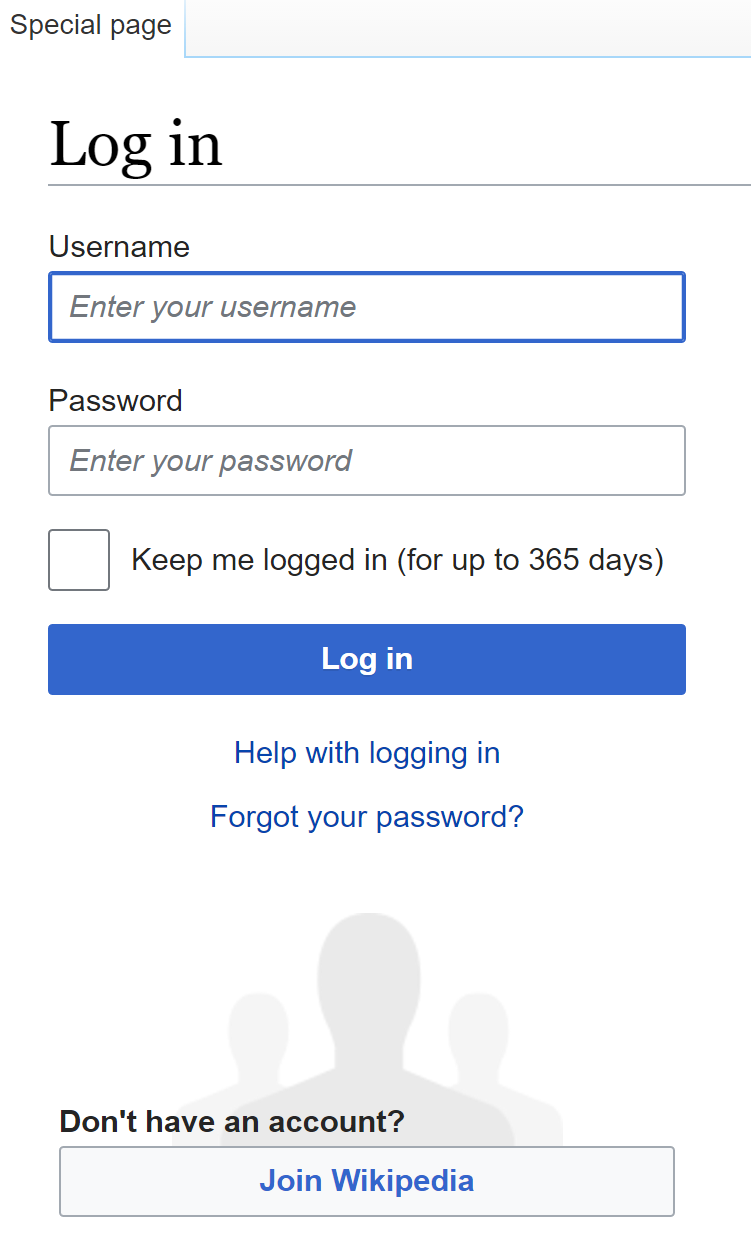 Special page
Log in
Username
Enter your username
Password
Enter your password
Keep me logged in (for up to 365 days)
Log in
Help with logging in
Forgot your password?
Don't have an account?
Join Wikipedia